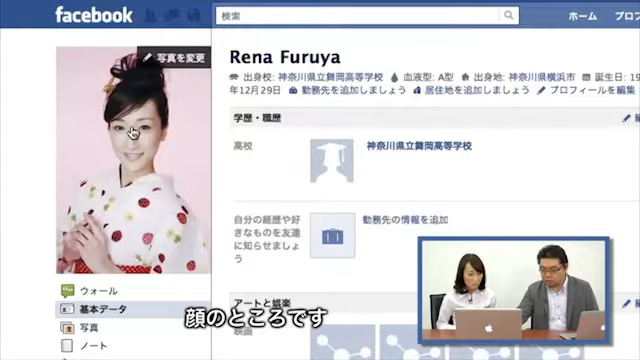 facebook
検索
ホーム プロフ
写真を変更
Rena Furuya
出身校: 神奈川県立舞岡高等学校 血液型: A型 出身地: 神奈川県横浜市 誕生日: 19
年12月29日 勤務先を追加しましょう 居住地を追加しましょう プロフィールを編集
学歴・職歴
編
高校
神奈川県立舞岡高等学校
自分の経歴や好
きなものを友達
に知らせましょ
う
勤務先の情報を追加
ウォール
基本データ
写真
ノート
アートと娯楽
映画
顔のところです